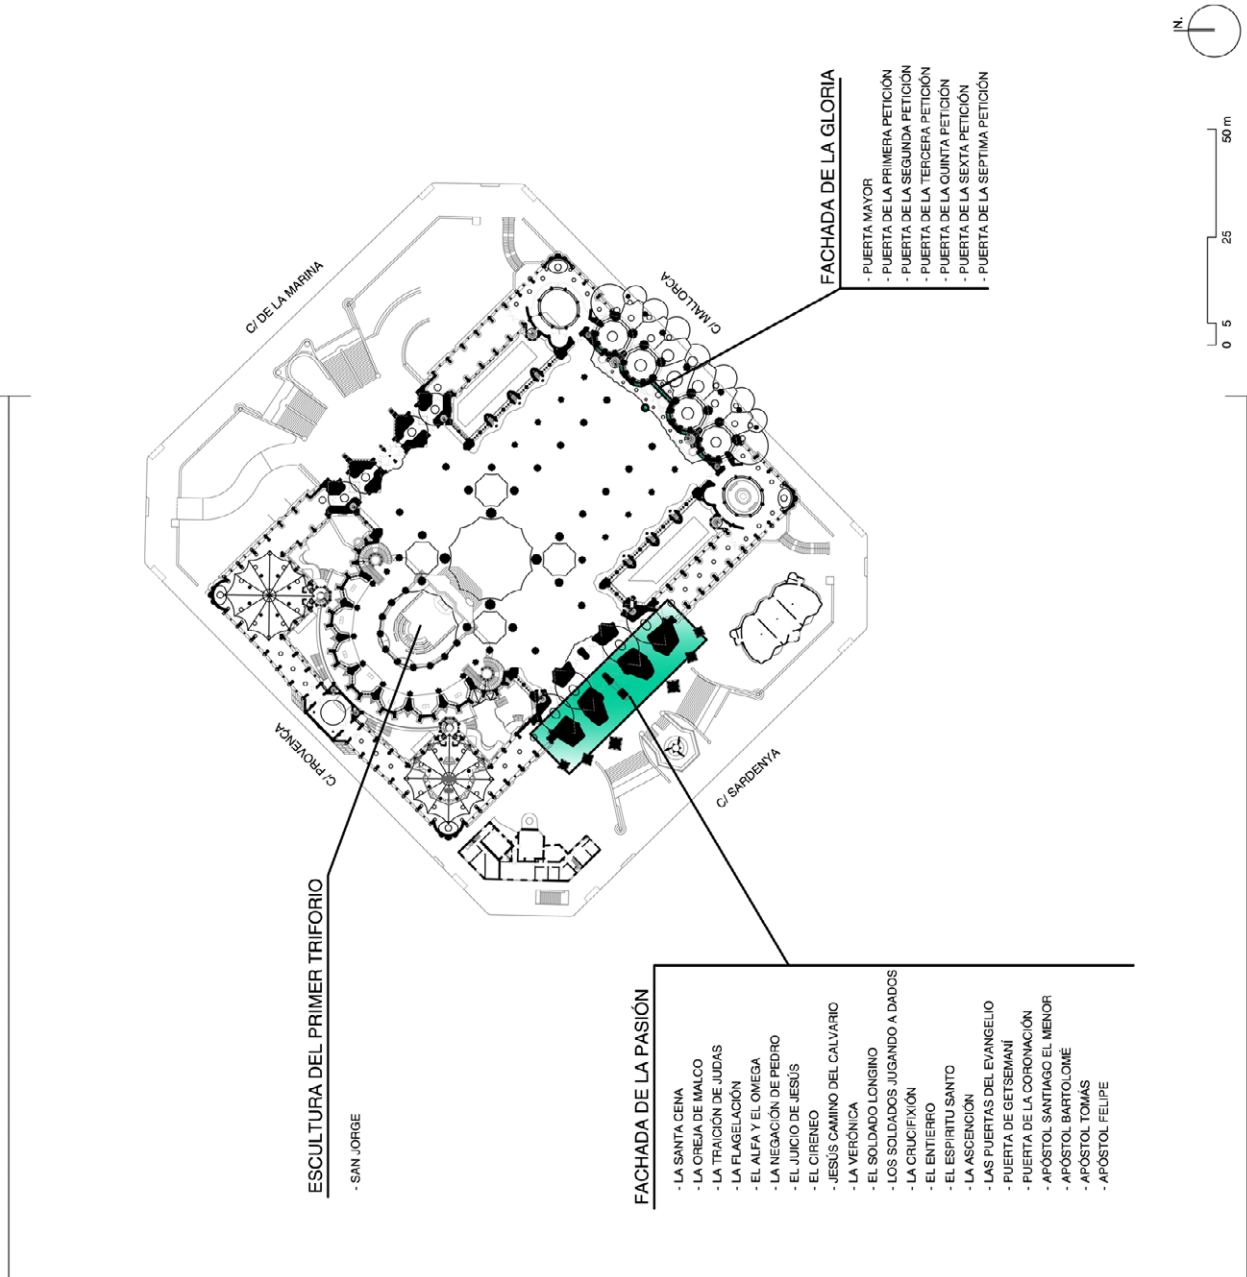 ESCULTURA DEL PRIMER TRIFORIO
- SAN JORGE
FACHADA DE LA PASIÓN
- LA SANTA CENA
- LA OREJA DE MALCO
- LA TRAICIÓN DE JUDAS
- LA FLAGELACIÓN
- EL ALFA Y EL OMEGA
- LA NEGACIÓN DE PEDRO
- EL JUICIO DE JESÚS
- EL CIRENEO
- JESÚS CAMINO DEL CALVARIO
- LA VERÓNICA
- EL SOLDADO LONGINO
- LOS SOLDADOS JUGANDO A DADOS
- LA CRUCIFIXIÓN
- EL ENTIERRO
- EL ESPIRITU SANTO
- LA ASCENCIÓN
- LAS PUERTAS DEL EVANGELIO
- PUERTA DE GETSEMANÍ
- PUERTA DE LA CORONACIÓN
- APÓSTOL SANTIAGO EL MENOR
- APÓSTOL BARTOLOMÉ
- APÓSTOL TOMÁS
- APÓSTOL FELIPE
FACHADA DE LA GLORIA
- PUERTA MAYOR
- PUERTA DE LA PRIMERA PETICIÓN
- PUERTA DE LA SEGUNDA PETICIÓN
- PUERTA DE LA TERCERA PETICIÓN
- PUERTA DE LA QUINTA PETICIÓN
- PUERTA DE LA SEXTA PETICIÓN
- PUERTA DE LA SEPTIMA PETICIÓN
C/ DE LA MARINA
C/ MALLORCA
C/ PROVENÇA
C/ SARDENYA
0 5 25 50 m
N.